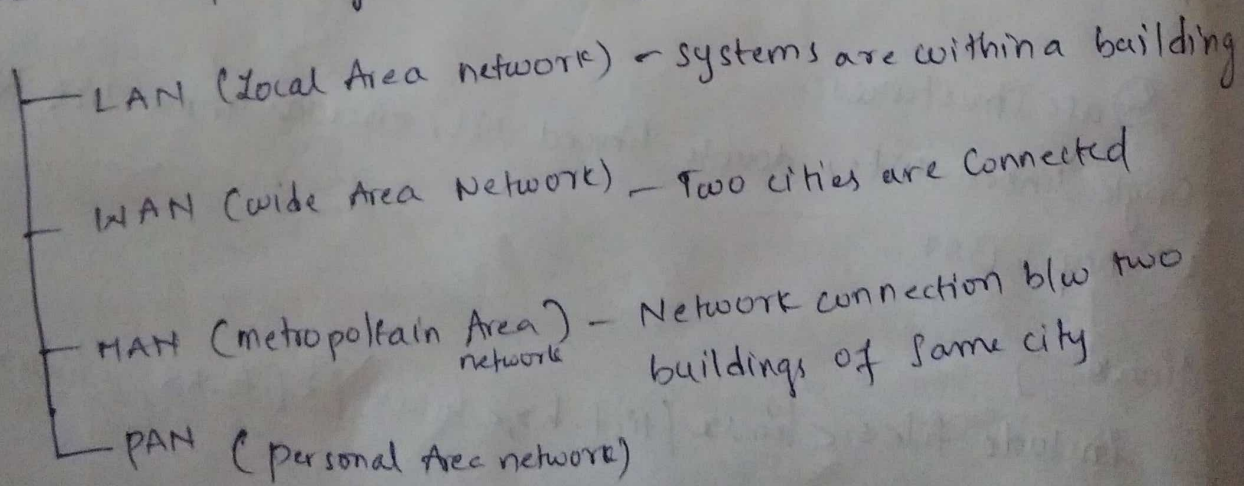 LAN (Local Area network) - systems are within a building
WAN (wide Area Network) - Two cities are Connected
MAN (metropoltain Area) - Network connection b/w two
network buildings of same city
PAN (personal Area network)